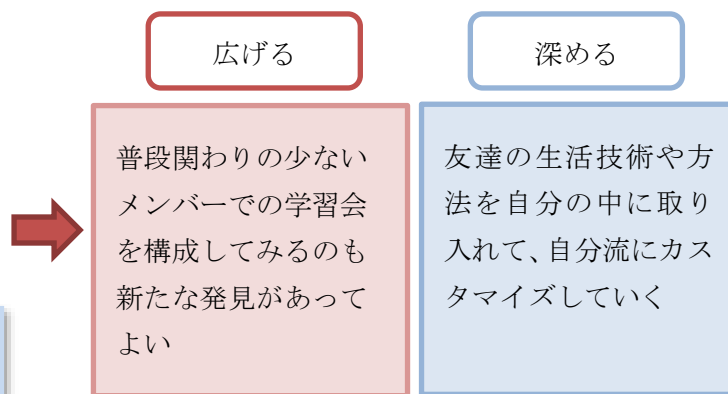 広げる
普段関わりの少ない
メンバーでの学習会
を構成してみるのも
新たな発見があって
よい
深める
友達の生活技術や方
法を自分の中に取り
入れて、自分流にカス
タマイズしていく